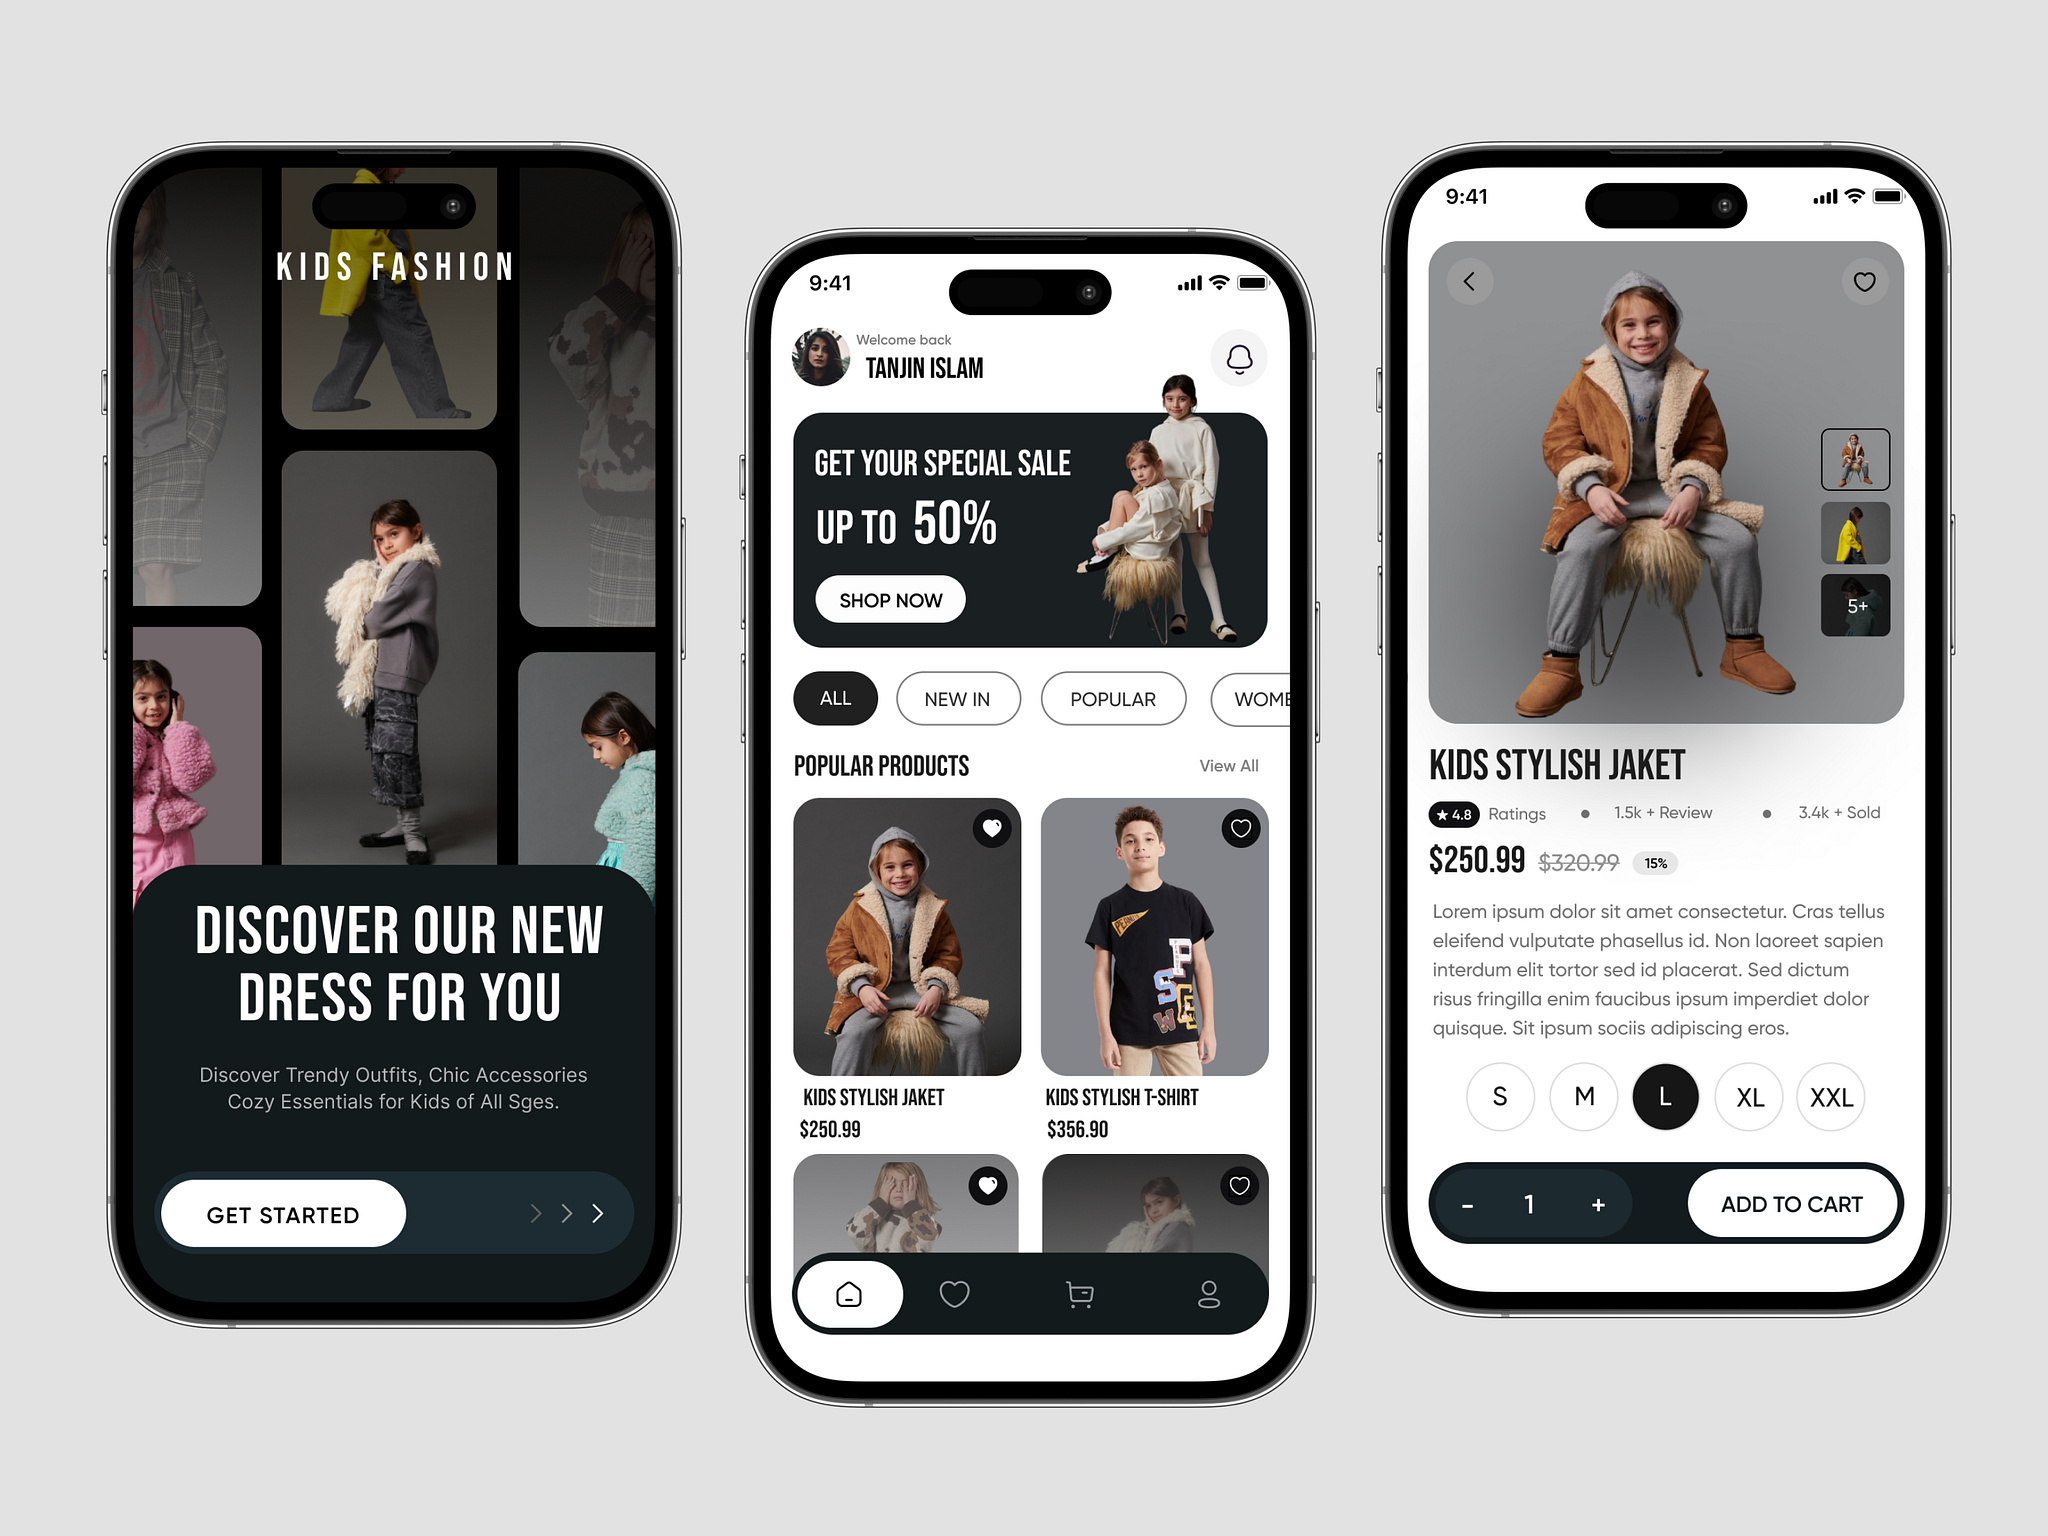 KIDS FASHION
DISCOVER OUR NEW
DRESS FOR YOU
Discover Trendy Outfits, Chic Accessories
Cozy Essentials for Kids of All Sges.
GET STARTED
9:41
Welcome back
TANJIN ISLAM
GET YOUR SPECIAL SALE
UP TO 50%
SHOP NOW
ALL NEW IN POPULAR WOME
POPULAR PRODUCTS View All
KIDS STYLISH JAKET
$250.99
KIDS STYLISH T-SHIRT
$356.90
9:41
5+
KIDS STYLISH JAKET
4.8 Ratings • 1.5k + Review • 3.4k + Sold
$250.99 $320.99 15%
Lorem ipsum dolor sit amet consectetur. Cras tellus
eleifend vulputate phasellus id. Non laoreet sapien
interdum elit tortor sed id placerat. Sed dictum
risus fringilla enim faucibus ipsum imperdiet dolor
quisque. Sit ipsum sociis adipiscing eros.
S M L XL XXL
- 1 + ADD TO CART